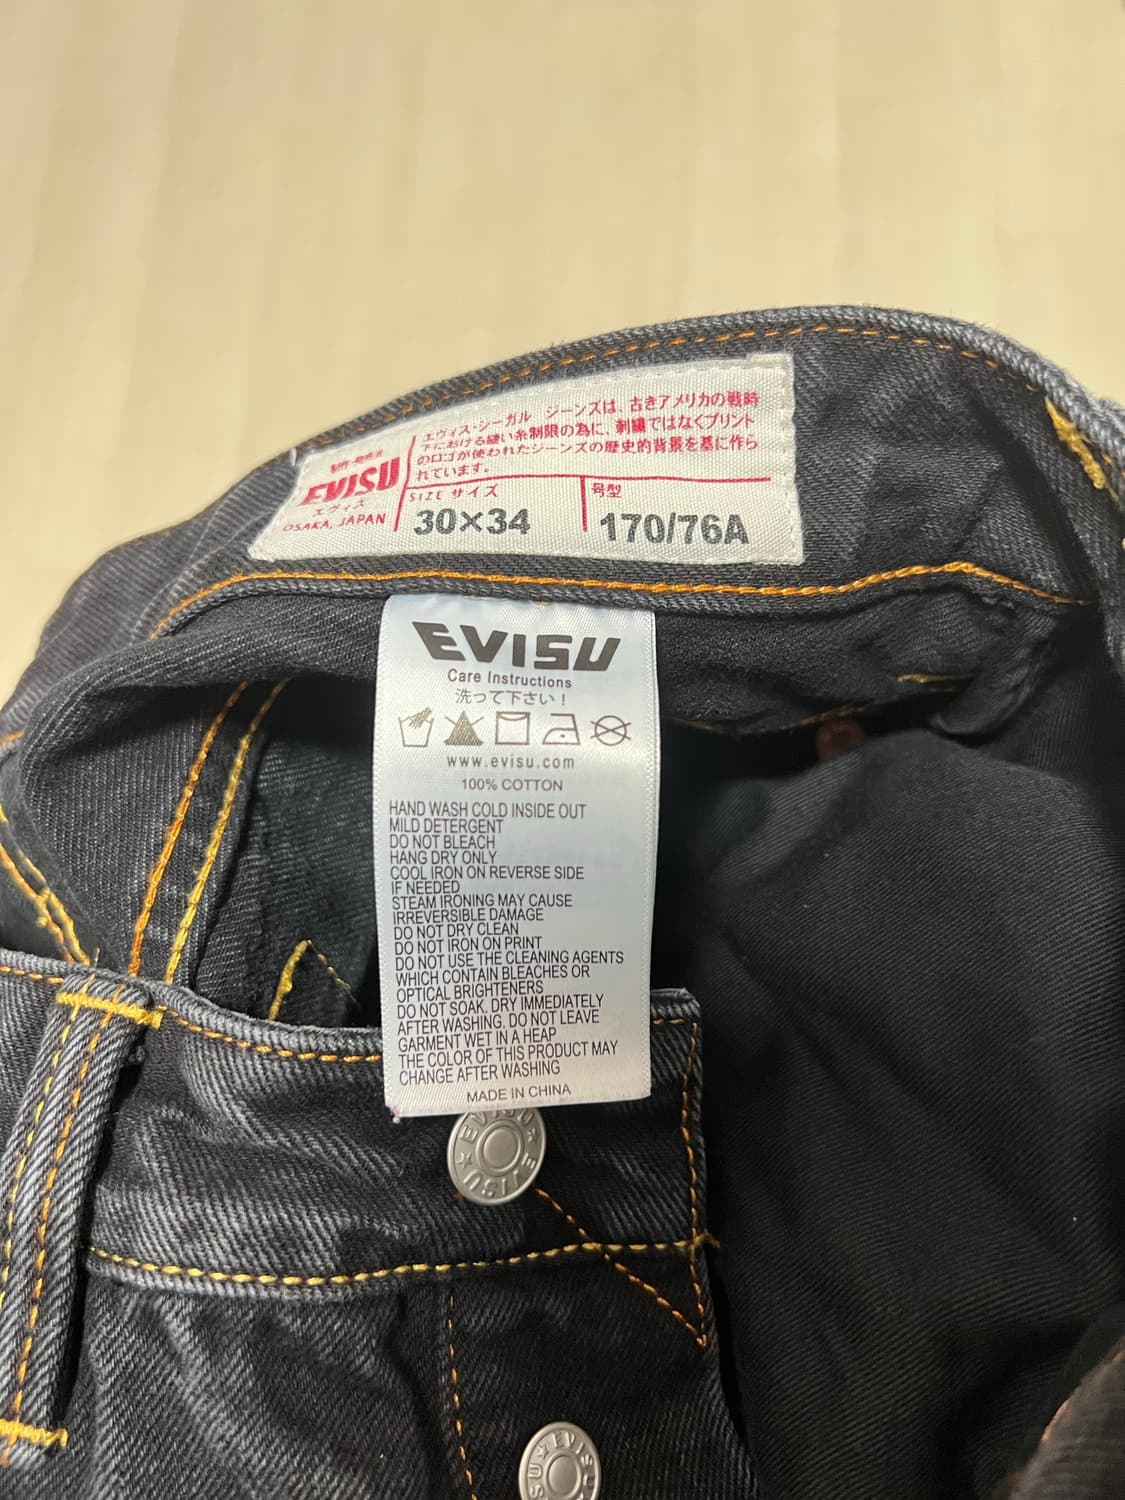 エヴィス・シーガル ジーンズは、古きアメリカの戦時
下における縫い糸制限の為に、刺繍ではなくプリント
のロゴが使われたジーンズの歴史的背景を基に作ら
れています。
EVISU
エヴィス
OSAKA, JAPAN
SIZE サイズ
30×34
号型
170/76A
EVISU
Care Instructions
洗って下さい!
www.evisu.com
100% COTTON
HAND WASH COLD INSIDE OUT
MILD DETERGENT
DO NOT BLEACH
HANG DRY ONLY
COOL IRON ON REVERSE SIDE
IF NEEDED
STEAM IRONING MAY CAUSE
IRREVERSIBLE DAMAGE
DO NOT DRY CLEAN
DO NOT IRON ON PRINT
DO NOT USE THE CLEANING AGENTS
WHICH CONTAIN BLEACHES OR
OPTICAL BRIGHTENERS
DO NOT SOAK. DRY IMMEDIATELY
AFTER WASHING. DO NOT LEAVE
GARMENT WET IN A HEAP
THE COLOR OF THIS PRODUCT MAY
CHANGE AFTER WASHING
MADE IN CHINA
EVISU
EVISU
EVISU